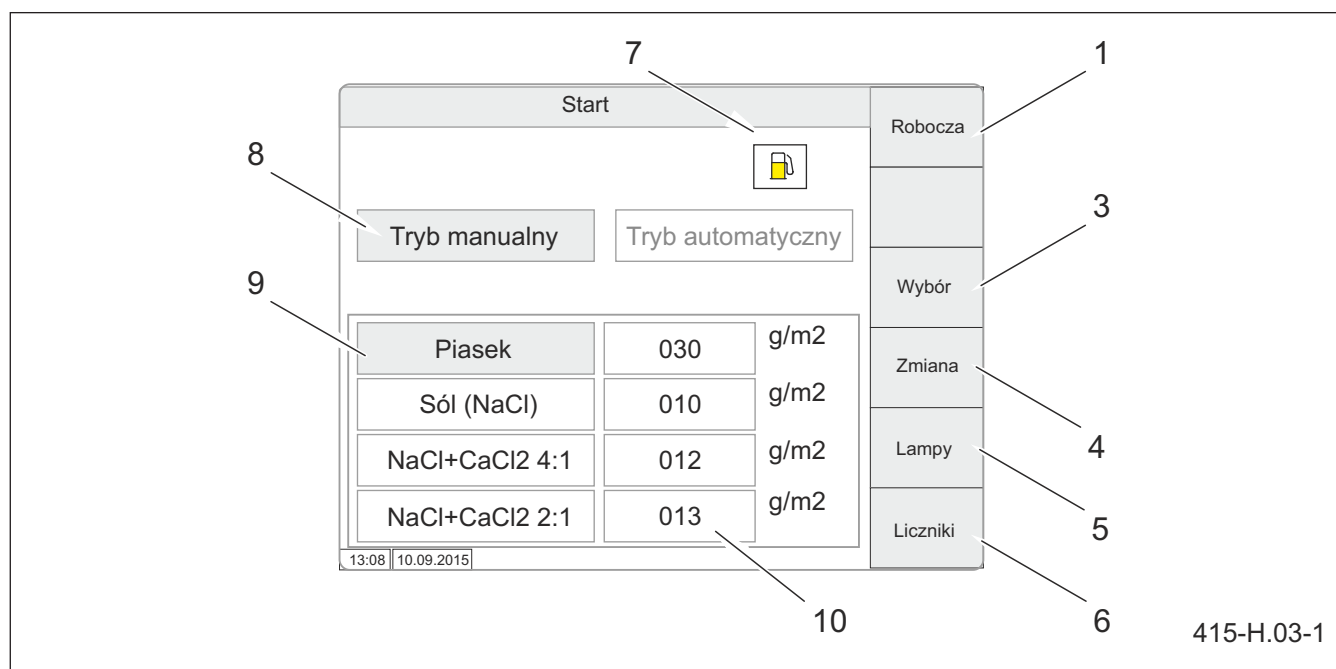 7
1
Start
Robocza
8
3
Tryb manualny
Tryb automatyczny
Wybór
9
Piasek
030
g/m2
Zmiana
Sól (NaCl)
010
g/m2
4
NaCl+CaCl2 4:1
012
g/m2
Lampy
5
NaCl+CaCl2 2:1
013
g/m2
Liczniki
13:08
10.09.2015
10
6
415-H.03-1